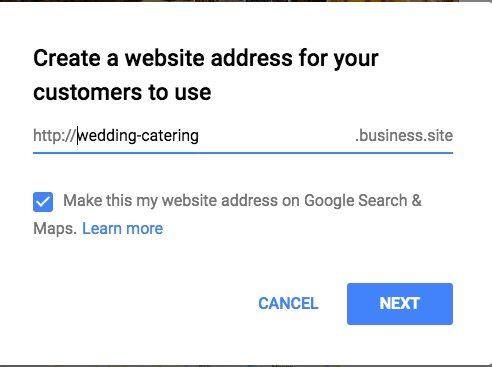 Create a website address for your
customers to use
http://wedding-catering .business.site
Make this my website address on Google Search &
Maps. Learn more
CANCEL NEXT